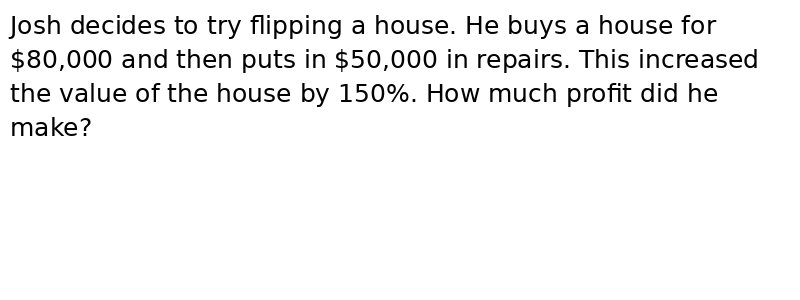 Josh decides to try flipping a house. He buys a house for
$80,000 and then puts in $50,000 in repairs. This increased
the value of the house by 150%. How much profit did he
make?